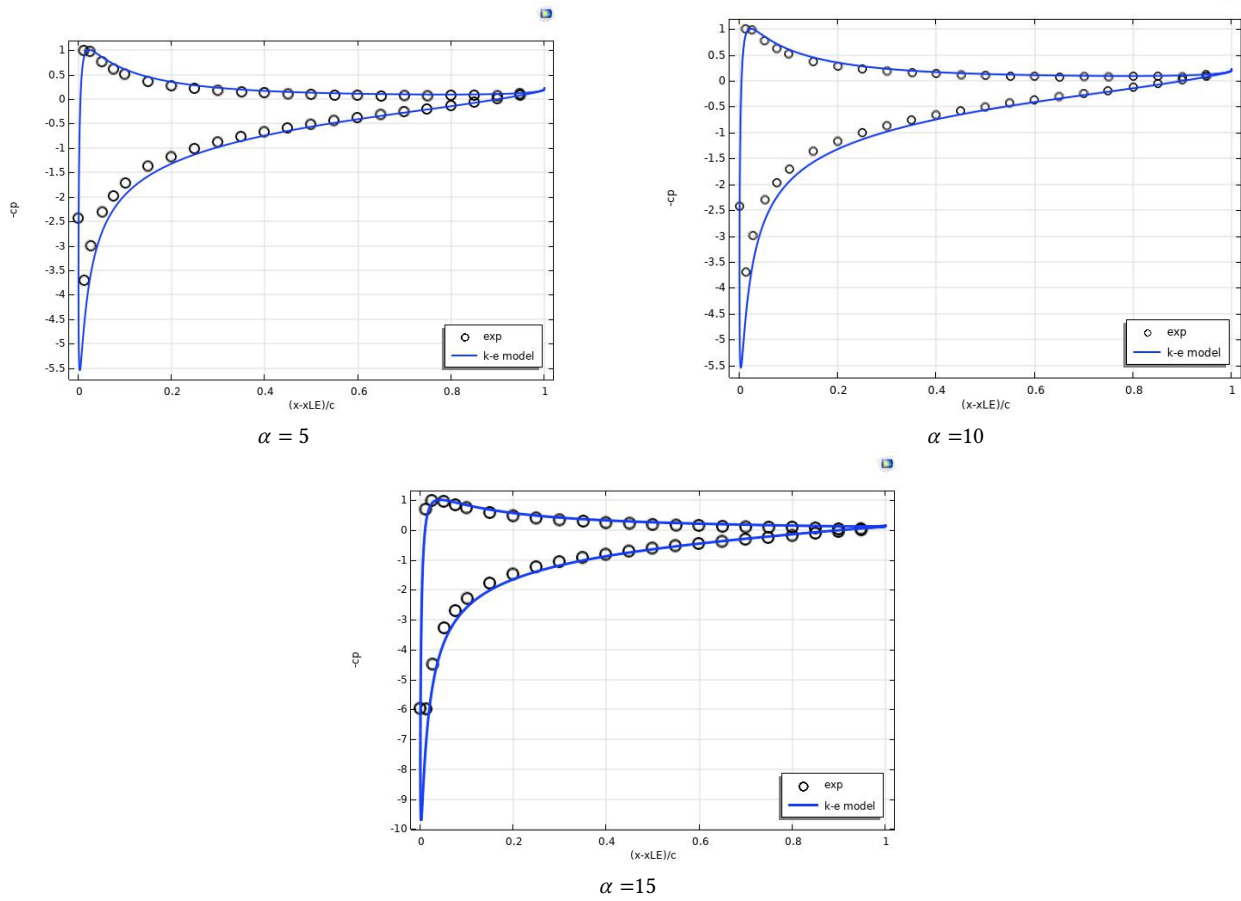 1
0.5
0
-0.5
-1
-1.5
-2
-2.5
-3
-3.5
-4
-4.5
-5
-5.5
-cp
exp
k-e model
0 0.2 0.4 0.6 0.8 1
(x-xLE)/c
α = 5
1
0.5
0
-0.5
-1
-1.5
-2
-2.5
-3
-3.5
-4
-4.5
-5
-5.5
-cp
exp
k-e model
0 0.2 0.4 0.6 0.8 1
(x-xLE)/c
α =10
1
0
-1
-2
-3
-4
-5
-6
-7
-8
-9
-10
-cp
exp
k-e model
0 0.2 0.4 0.6 0.8 1
(x-xLE)/c
α =15